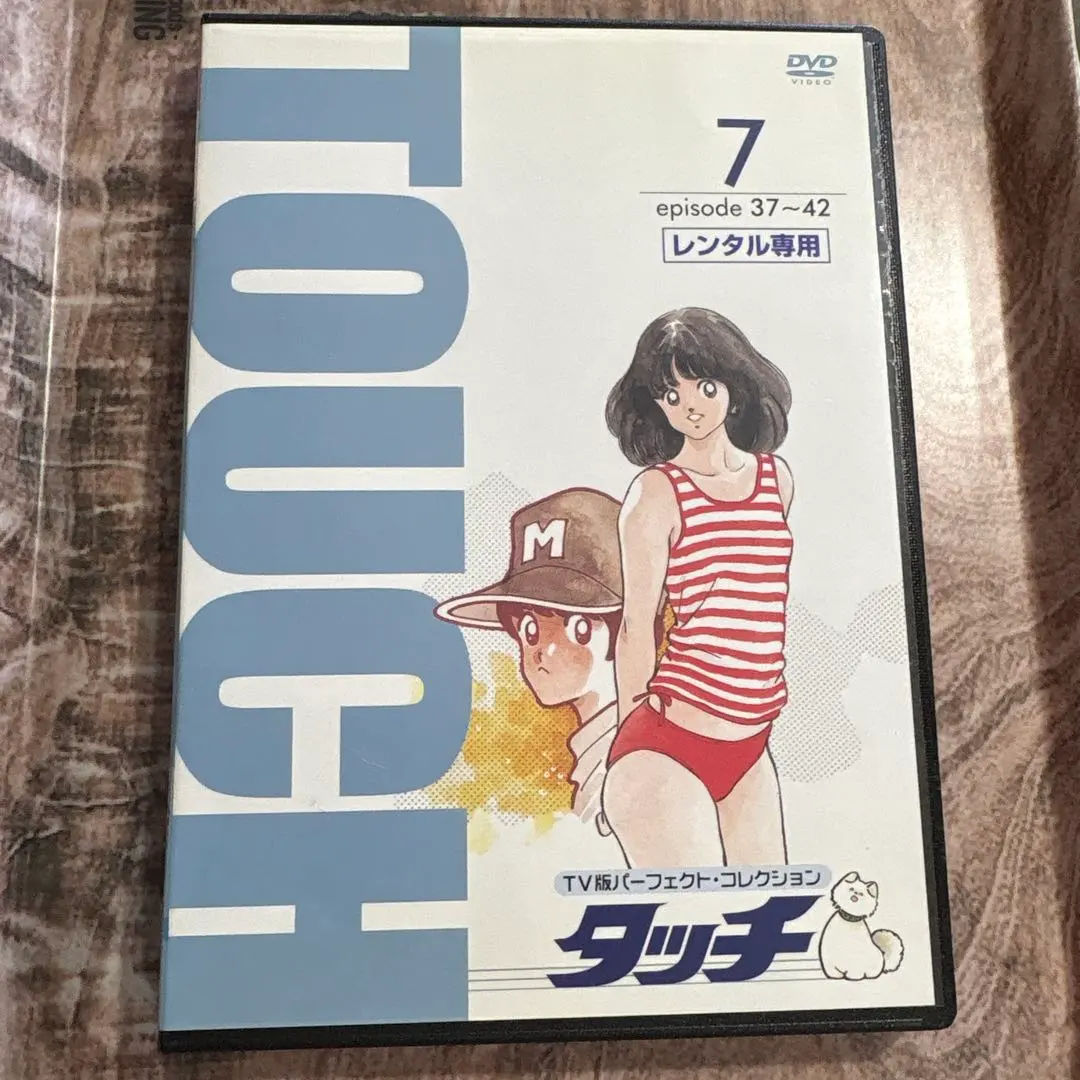 TOUCH
DVD
VIDEO
7
episode 37~42
レンタル専用
M
TV版パーフェクト・コレクション
タッチ